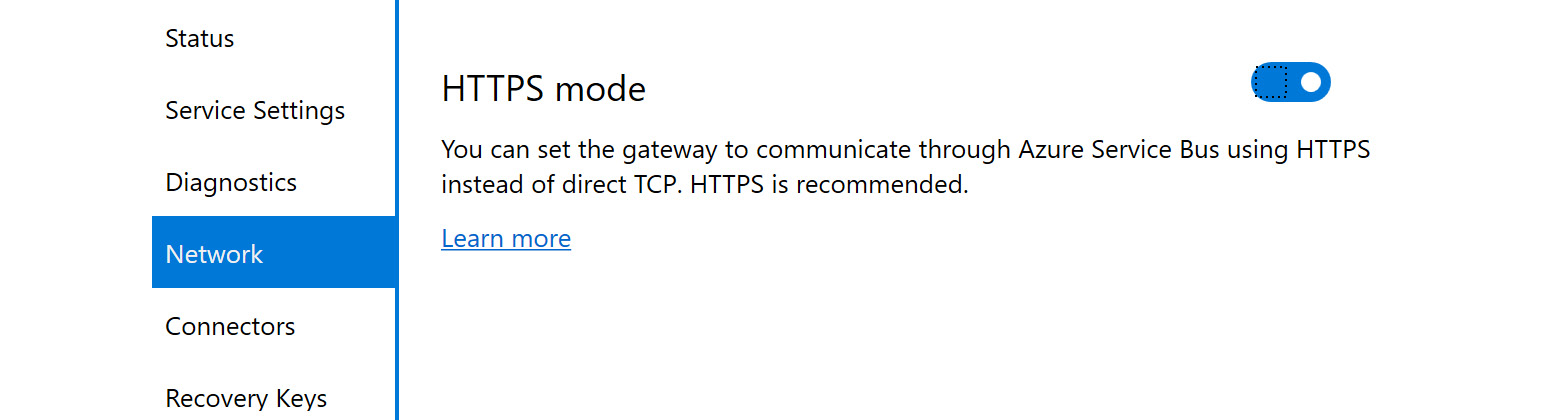 Status
Service Settings
Diagnostics
Network
Connectors
Recovery Keys
HTTPS mode
You can set the gateway to communicate through Azure Service Bus using HTTPS
instead of direct TCP. HTTPS is recommended.
Learn more